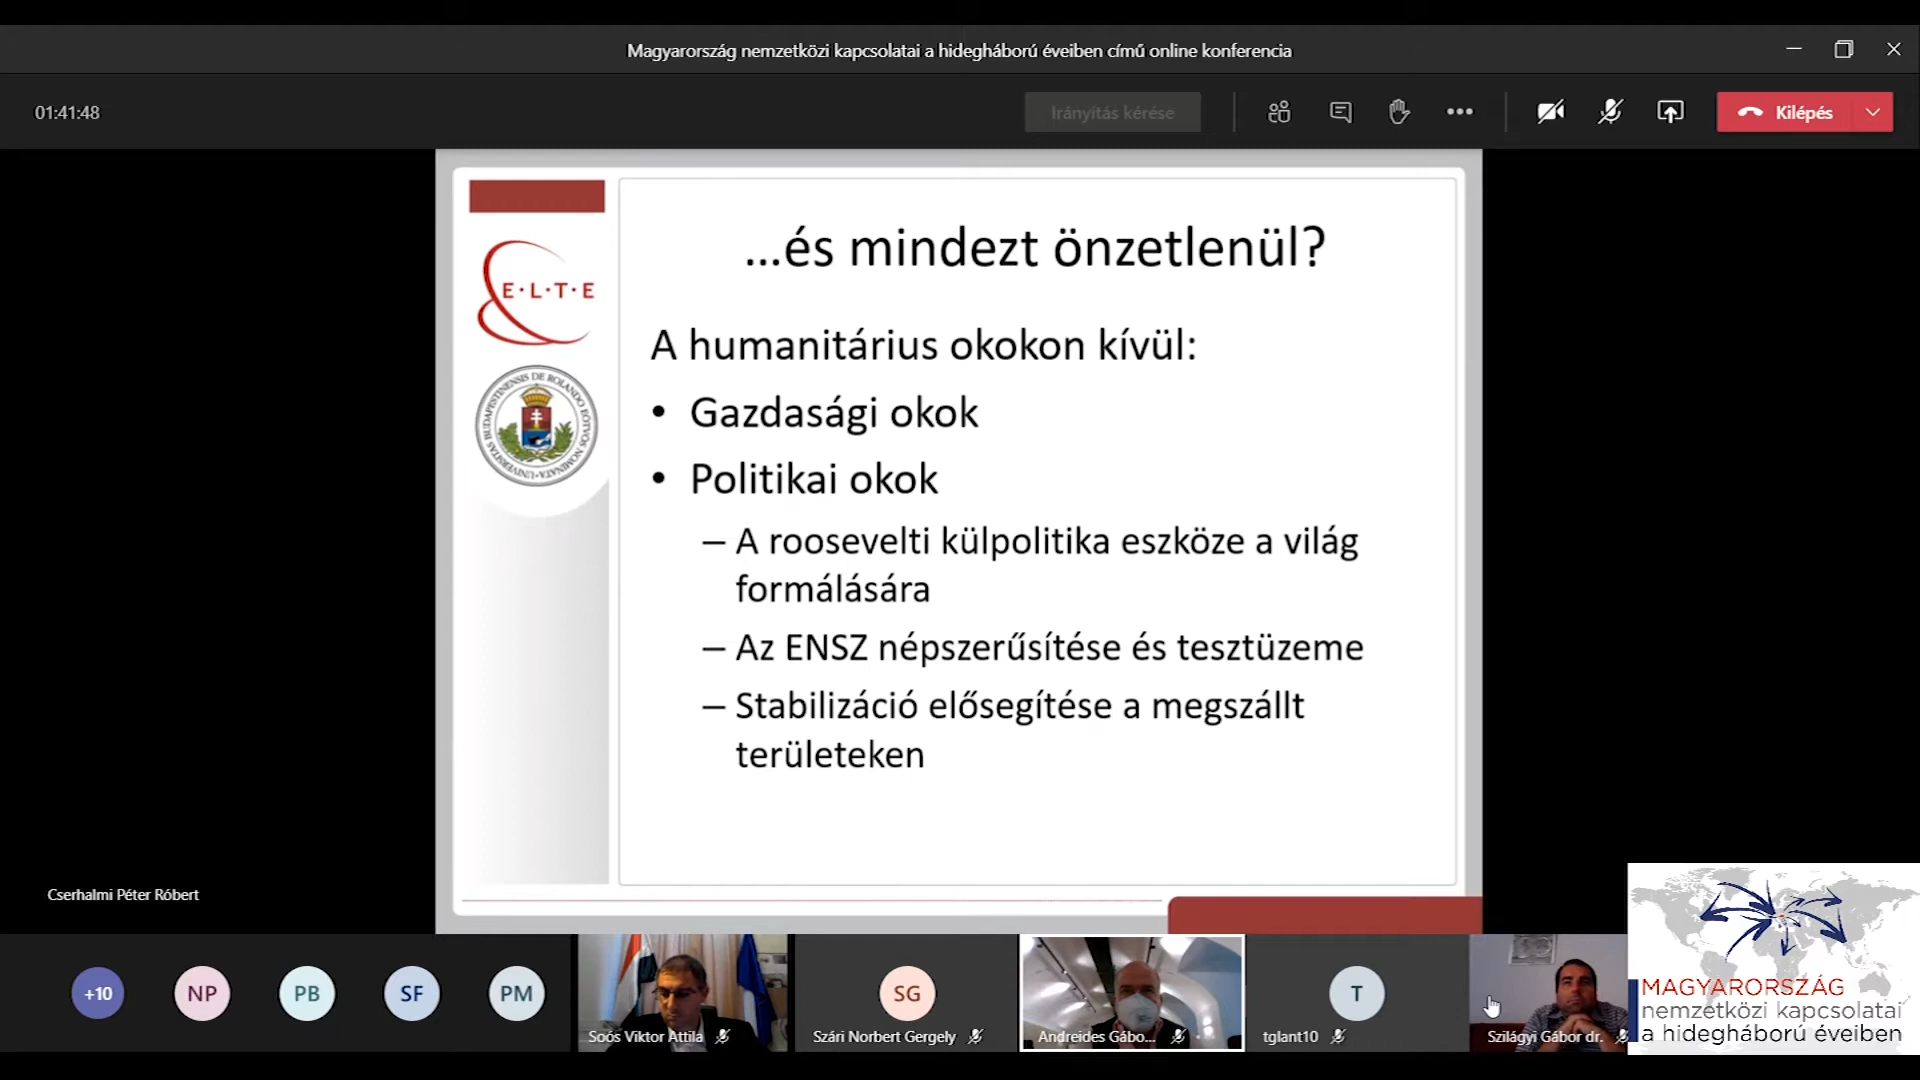 Magyarország nemzetközi kapcsolatai a hidegháború éveiben című online konferencia
01:41:48
Irányítás kérése
Kilépés
...és mindezt önzetlenül?
E·L·T·E
A humanitárius okokon kívül:
• Gazdasági okok
• Politikai okok
– A roosevelti külpolitika eszköze a világ
formálására
– Az ENSZ népszerűsítése és tesztüzeme
– Stabilizáció elősegítése a megszállt
területeken
Cserhalmi Péter Róbert
+10
NP
PB
SF
PM
Soós Viktor Attila
SG
Szári Norbert Gergely
Andreides Gábo...
T
tglant10
Szilágyi Gábor dr.
MAGYARORSZÁG
nemzetközi kapcsolatai
a hidegháború éveiben